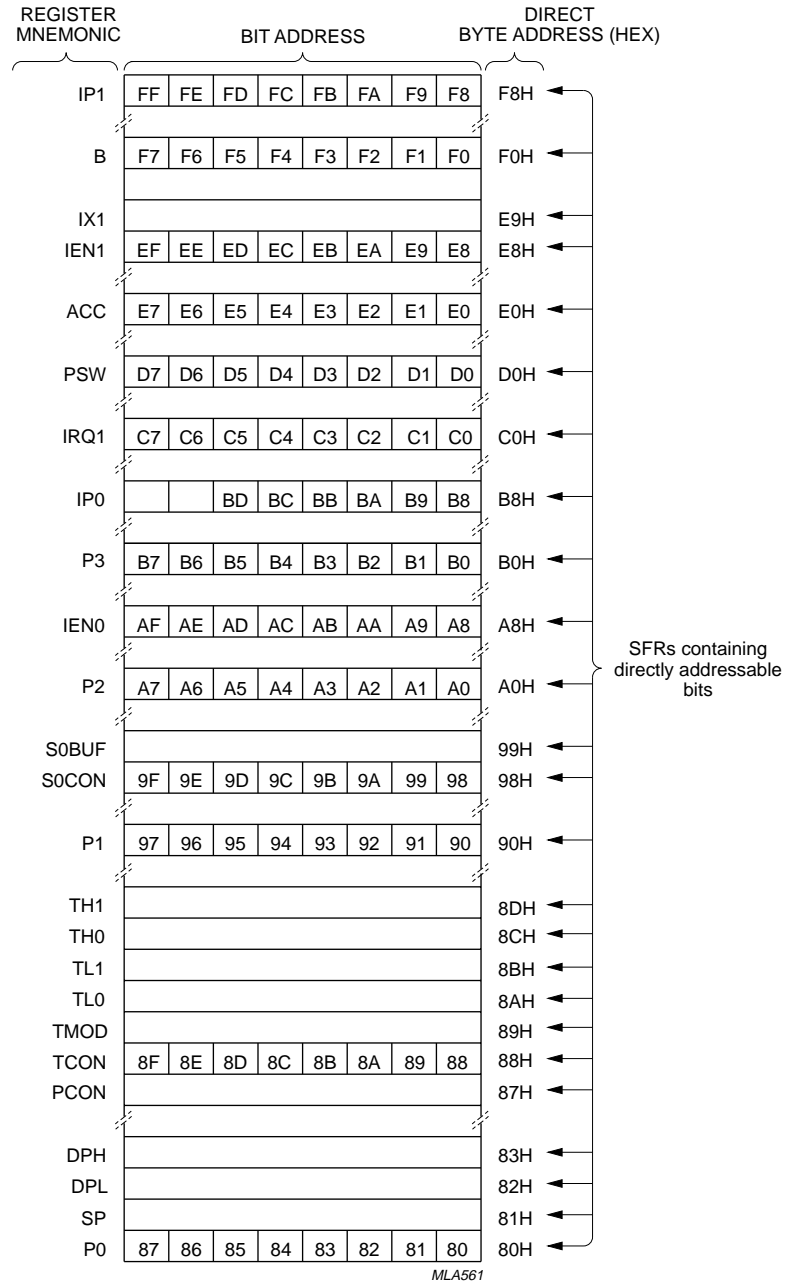 REGISTER MNEMONIC BIT ADDRESS DIRECT BYTE ADDRESS (HEX)
IP1 FF FE FD FC FB FA F9 F8 F8H
B F7 F6 F5 F4 F3 F2 F1 F0 F0H
IX1 E9H
IEN1 EF EE ED EC EB EA E9 E8 E8H
ACC E7 E6 E5 E4 E3 E2 E1 E0 E0H
PSW D7 D6 D5 D4 D3 D2 D1 D0 D0H
IRQ1 C7 C6 C5 C4 C3 C2 C1 C0 C0H
IP0 BD BC BB BA B9 B8 B8H
P3 B7 B6 B5 B4 B3 B2 B1 B0 B0H
IEN0 AF AE AD AC AB AA A9 A8 A8H
SFRs containing
directly addressable
bits
P2 A7 A6 A5 A4 A3 A2 A1 A0 A0H
S0BUF 99H
S0CON 9F 9E 9D 9C 9B 9A 99 98 98H
P1 97 96 95 94 93 92 91 90 90H
TH1 8DH
TH0 8CH
TL1 8BH
TL0 8AH
TMOD 89H
TCON 8F 8E 8D 8C 8B 8A 89 88 88H
PCON 87H
DPH 83H
DPL 82H
SP 81H
P0 87 86 85 84 83 82 81 80 80H
MLA561